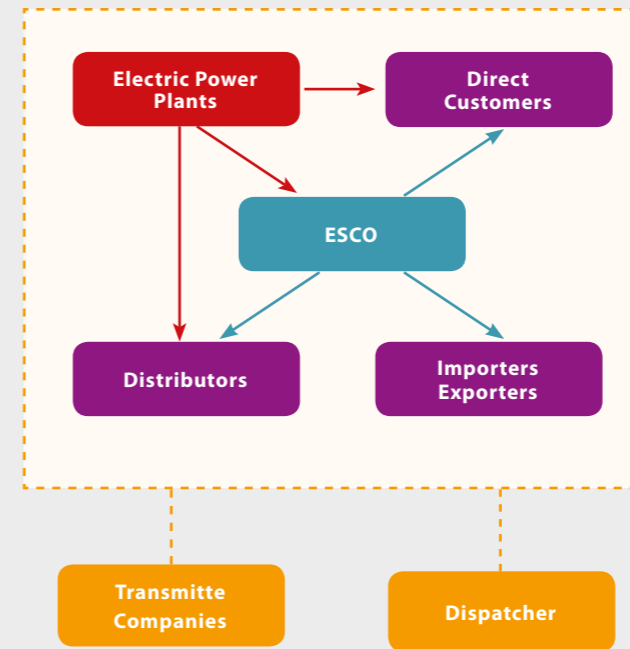 Electric Power
Plants
Direct
Customers
ESCO
Distributors
Importers
Exporters
Transmitte
Companies
Dispatcher